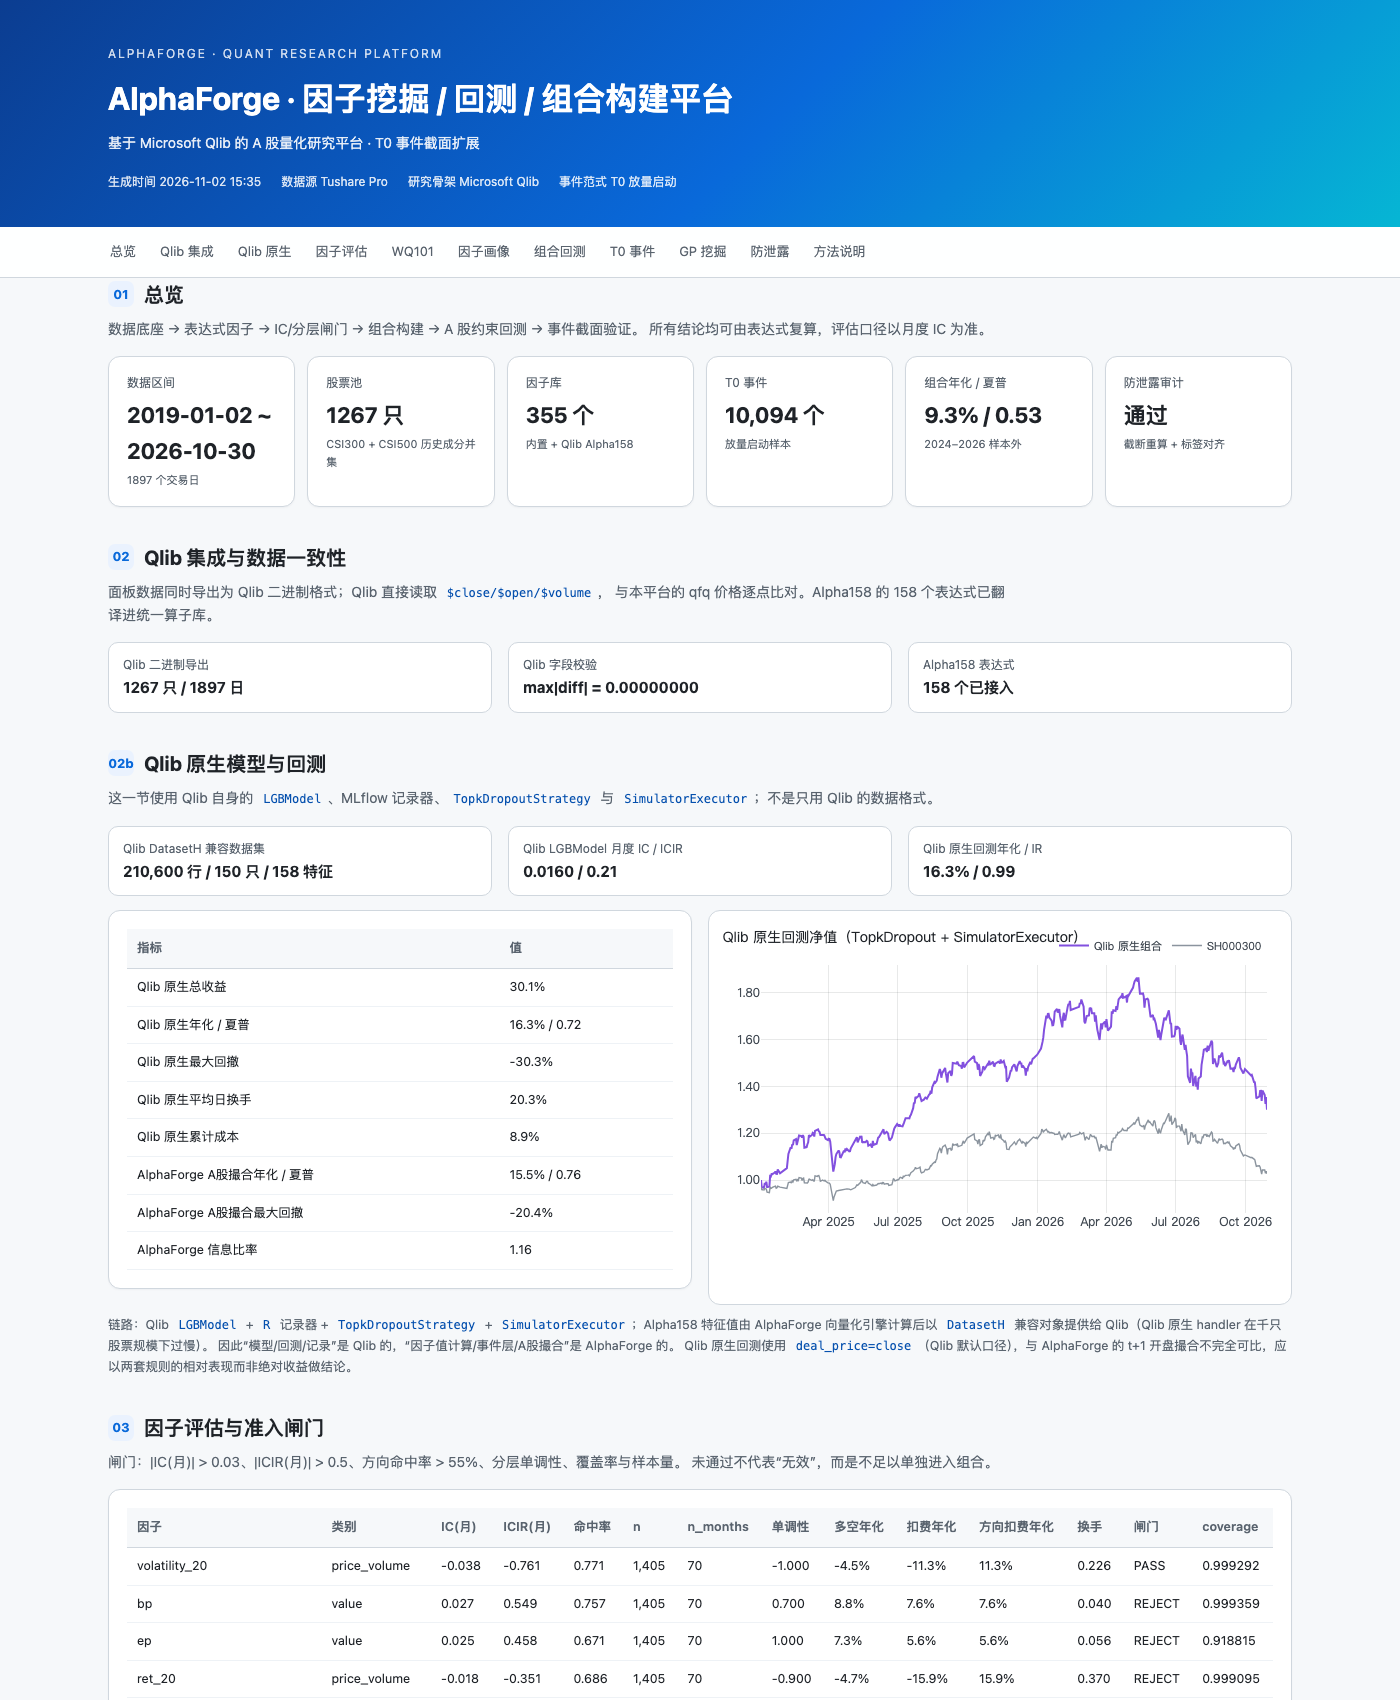 ALPHAFORGE · QUANT RESEARCH PLATFORM
AlphaForge · 因子挖掘 / 回测 / 组合构建平台
基于 Microsoft Qlib 的 A 股量化研究平台 · T0 事件截面扩展
生成时间 2026-11-02 15:35 数据源 Tushare Pro 研究骨架 Microsoft Qlib 事件范式 T0 放量启动
总览 Qlib 集成 Qlib 原生 因子评估 WQ101 因子画像 组合回测 T0 事件 GP 挖掘 防泄露 方法说明
01 总览
数据底座 → 表达式因子 → IC/分层闸门 → 组合构建 → A 股约束回测 → 事件截面验证。 所有结论均可由表达式复算，评估口径以月度 IC 为准。
数据区间
2019-01-02 ~
2026-10-30
1897 个交易日
股票池
1267 只
CSI300 + CSI500 历史成分并
集
因子库
355 个
内置 + Qlib Alpha158
T0 事件
10,094 个
放量启动样本
组合年化 / 夏普
9.3% / 0.53
2024–2026 样本外
防泄露审计
通过
截断重算 + 标签对齐
02 Qlib 集成与数据一致性
面板数据同时导出为 Qlib 二进制格式；Qlib 直接读取 $close/$open/$volume ， 与本平台的 qfq 价格逐点比对。Alpha158 的 158 个表达式已翻
译进统一算子库。
Qlib 二进制导出
1267 只 / 1897 日
Qlib 字段校验
max|diff| = 0.00000000
Alpha158 表达式
158 个已接入
02b Qlib 原生模型与回测
这一节使用 Qlib 自身的 LGBModel 、MLflow 记录器、 TopkDropoutStrategy 与 SimulatorExecutor ；不是只用 Qlib 的数据格式。
Qlib DatasetH 兼容数据集
210,600 行 / 150 只 / 158 特征
Qlib LGBModel 月度 IC / ICIR
0.0160 / 0.21
Qlib 原生回测年化 / IR
16.3% / 0.99
指标 值
Qlib 原生总收益 30.1%
Qlib 原生年化 / 夏普 16.3% / 0.72
Qlib 原生最大回撤 -30.3%
Qlib 原生平均日换手 20.3%
Qlib 原生累计成本 8.9%
AlphaForge A股撮合年化 / 夏普 15.5% / 0.76
AlphaForge A股撮合最大回撤 -20.4%
AlphaForge 信息比率 1.16
Qlib 原生回测净值（TopkDropout + SimulatorExecutor）
Qlib 原生组合 SH000300
1.80
1.60
1.40
1.20
1.00
Apr 2025 Jul 2025 Oct 2025 Jan 2026 Apr 2026 Jul 2026 Oct 2026
链路：Qlib LGBModel + R 记录器 + TopkDropoutStrategy + SimulatorExecutor ；Alpha158 特征值由 AlphaForge 向量化引擎计算后以 DatasetH 兼容对象提供给 Qlib（Qlib 原生 handler 在千只
股票规模下过慢）。 因此“模型/回测/记录”是 Qlib 的，“因子值计算/事件层/A股撮合”是 AlphaForge 的。 Qlib 原生回测使用 deal_price=close （Qlib 默认口径），与 AlphaForge 的 t+1 开盘撮合不完全可比，应
以两套规则的相对表现而非绝对收益做结论。
03 因子评估与准入闸门
闸门：|IC(月)| > 0.03、|ICIR(月)| > 0.5、方向命中率 > 55%、分层单调性、覆盖率与样本量。 未通过不代表“无效”，而是不足以单独进入组合。
因子 类别 IC(月) ICIR(月) 命中率 n n_months 单调性 多空年化 扣费年化 方向扣费年化 换手 闸门 coverage
volatility_20 price_volume -0.038 -0.761 0.771 1,405 70 -1.000 -4.5% -11.3% 11.3% 0.226 PASS 0.999292
bp value 0.027 0.549 0.757 1,405 70 0.700 8.8% 7.6% 7.6% 0.040 REJECT 0.999359
ep value 0.025 0.458 0.671 1,405 70 1.000 7.3% 5.6% 5.6% 0.056 REJECT 0.918815
ret_20 price_volume -0.018 -0.351 0.686 1,405 70 -0.900 -4.7% -15.9% 15.9% 0.370 REJECT 0.999095